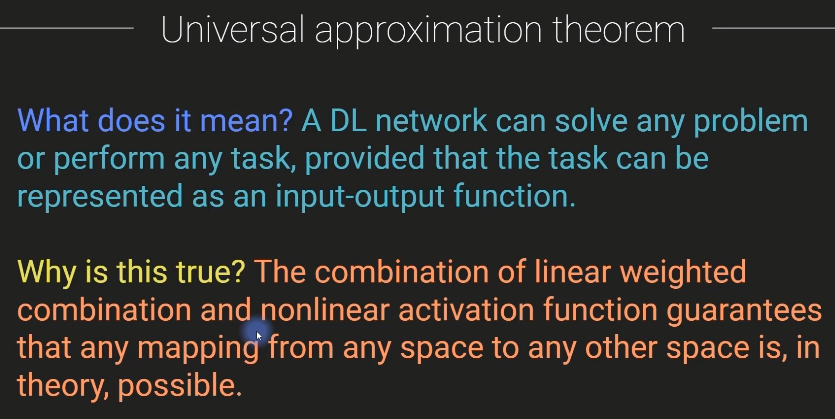 Universal approximation theorem
What does it mean? A DL network can solve any problem
or perform any task, provided that the task can be
represented as an input-output function.
Why is this true? The combination of linear weighted
combination and nonlinear activation function guarantees
that any mapping from any space to any other space is, in
theory, possible.